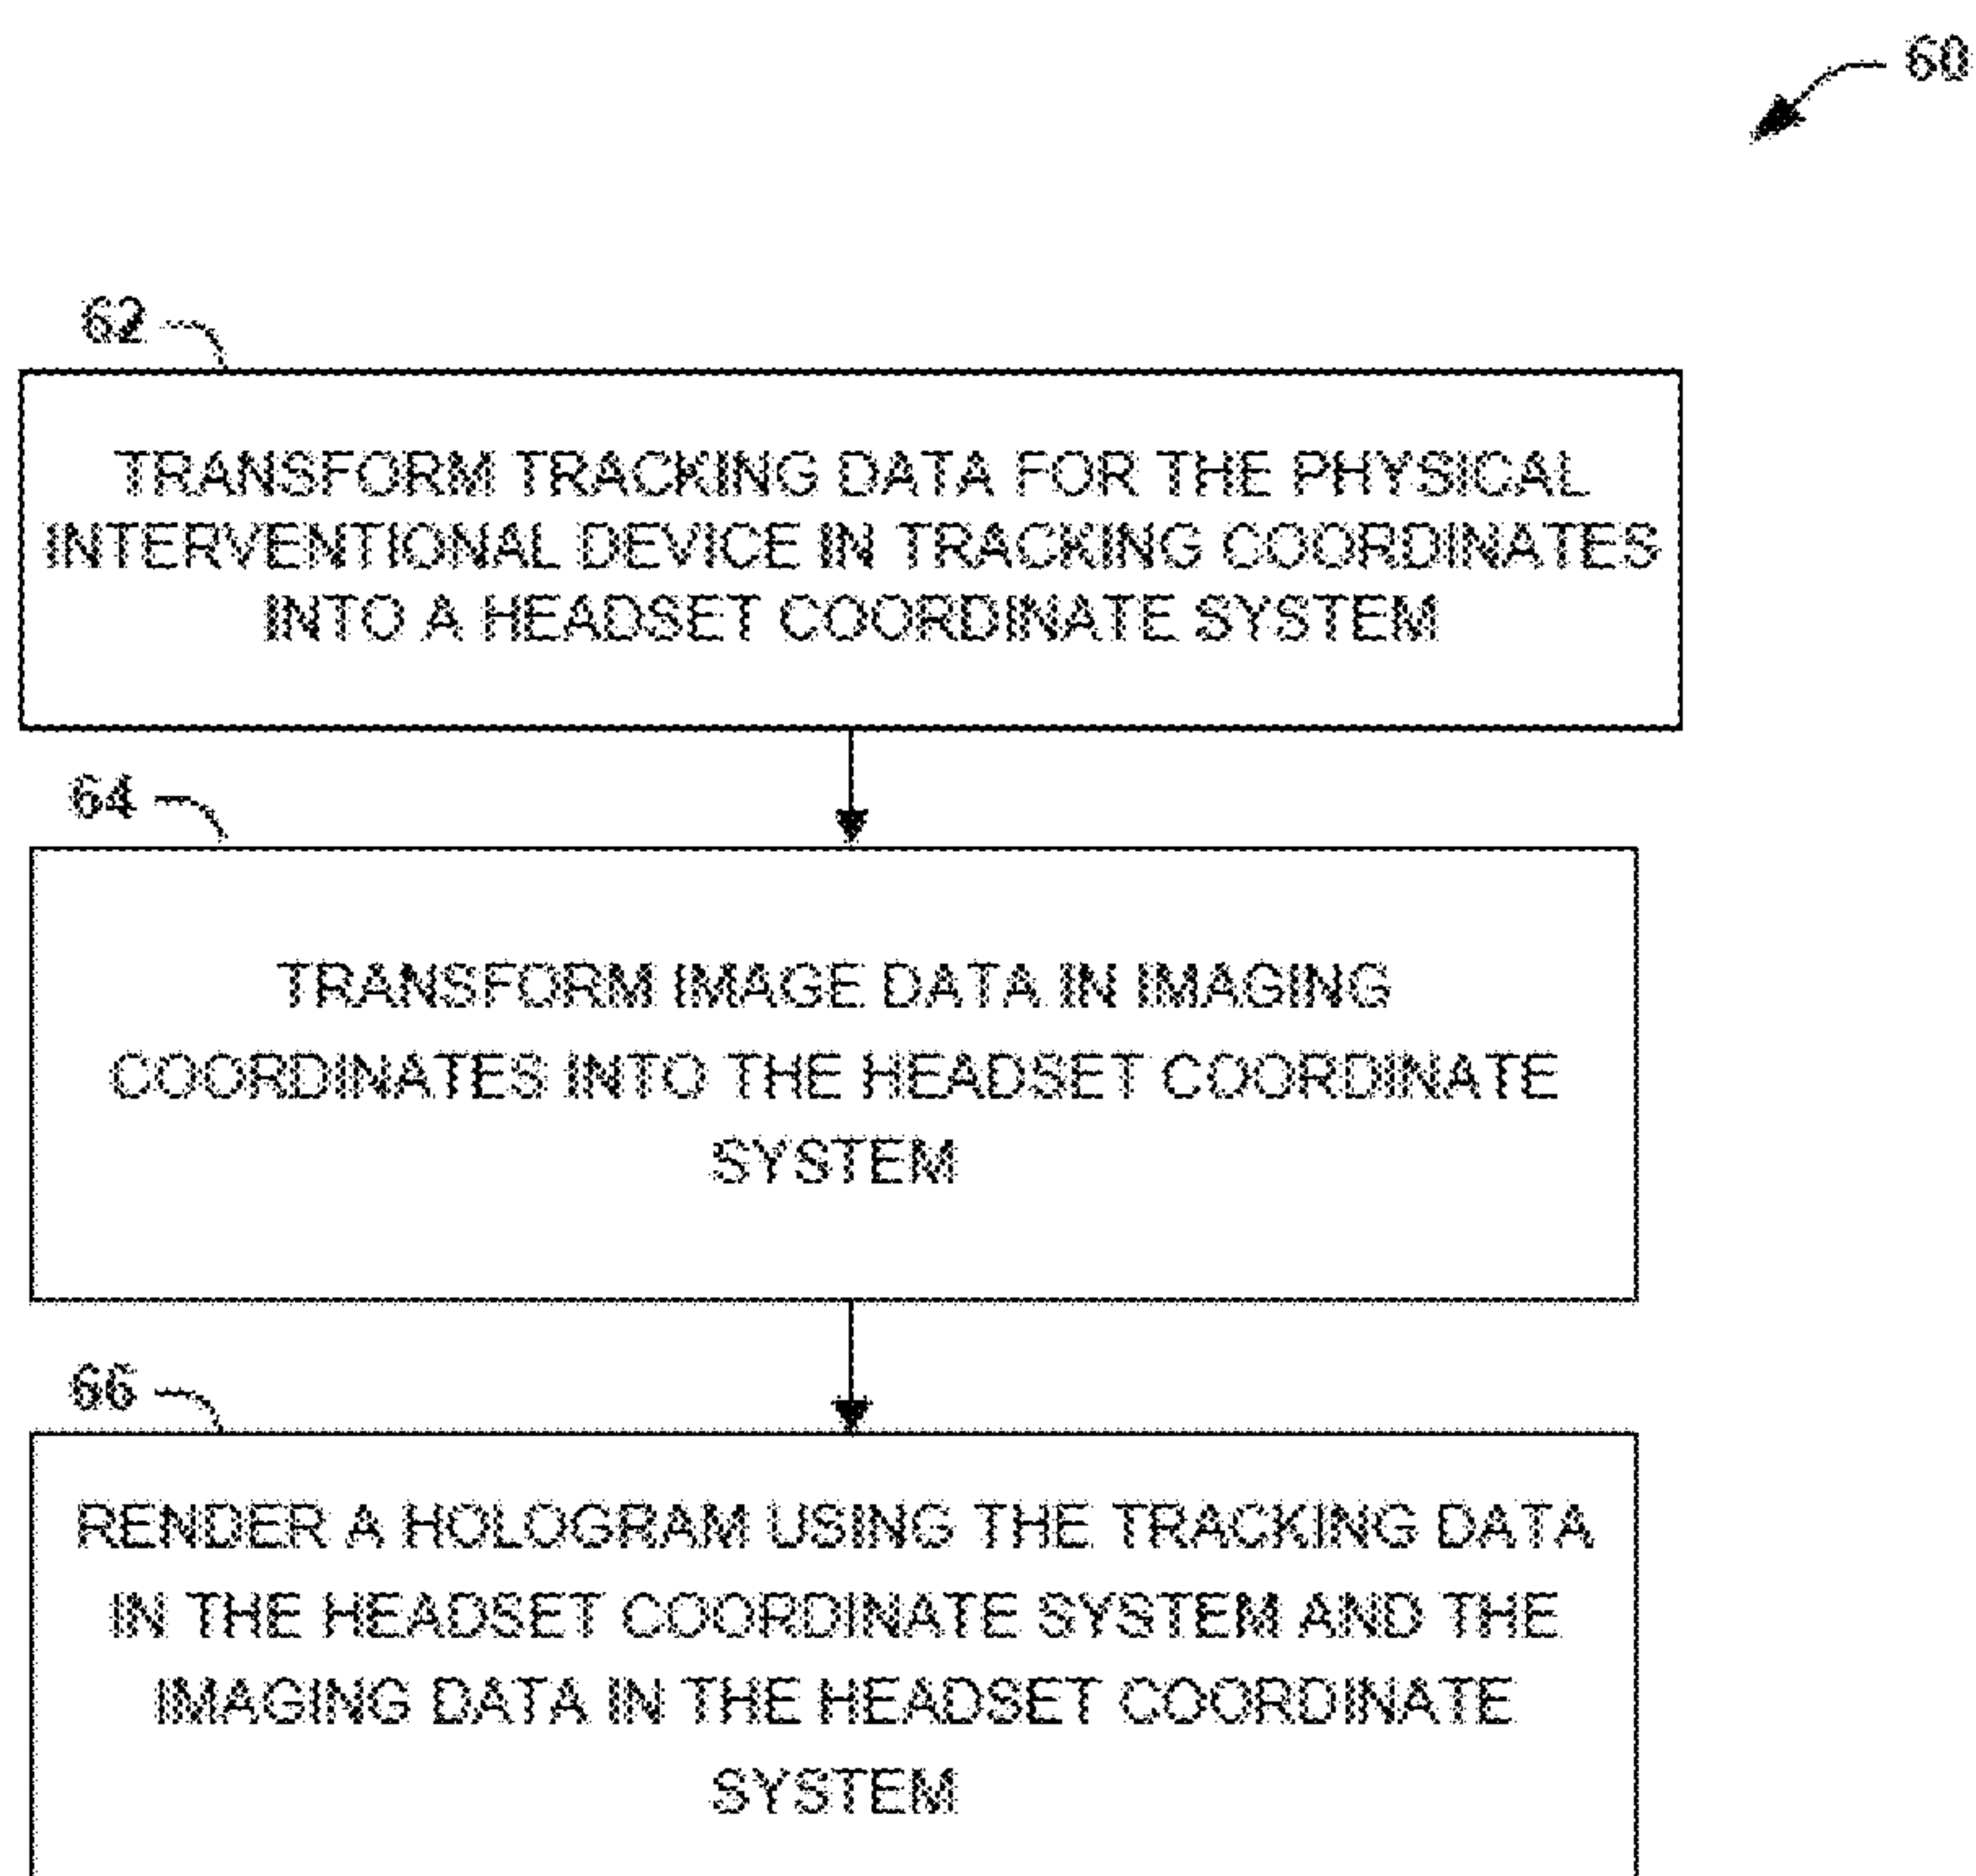 60
62
TRANSFORM TRACKING DATA FOR THE PHYSICAL
INTERVENTIONAL DEVICE IN TRACKING COORDINATES
INTO A HEADSET COORDINATE SYSTEM
64
TRANSFORM IMAGE DATA IN IMAGING
COORDINATES INTO THE HEADSET COORDINATE
SYSTEM
66
RENDER A HOLOGRAM USING THE TRACKING DATA
IN THE HEADSET COORDINATE SYSTEM AND THE
IMAGING DATA IN THE HEADSET COORDINATE
SYSTEM